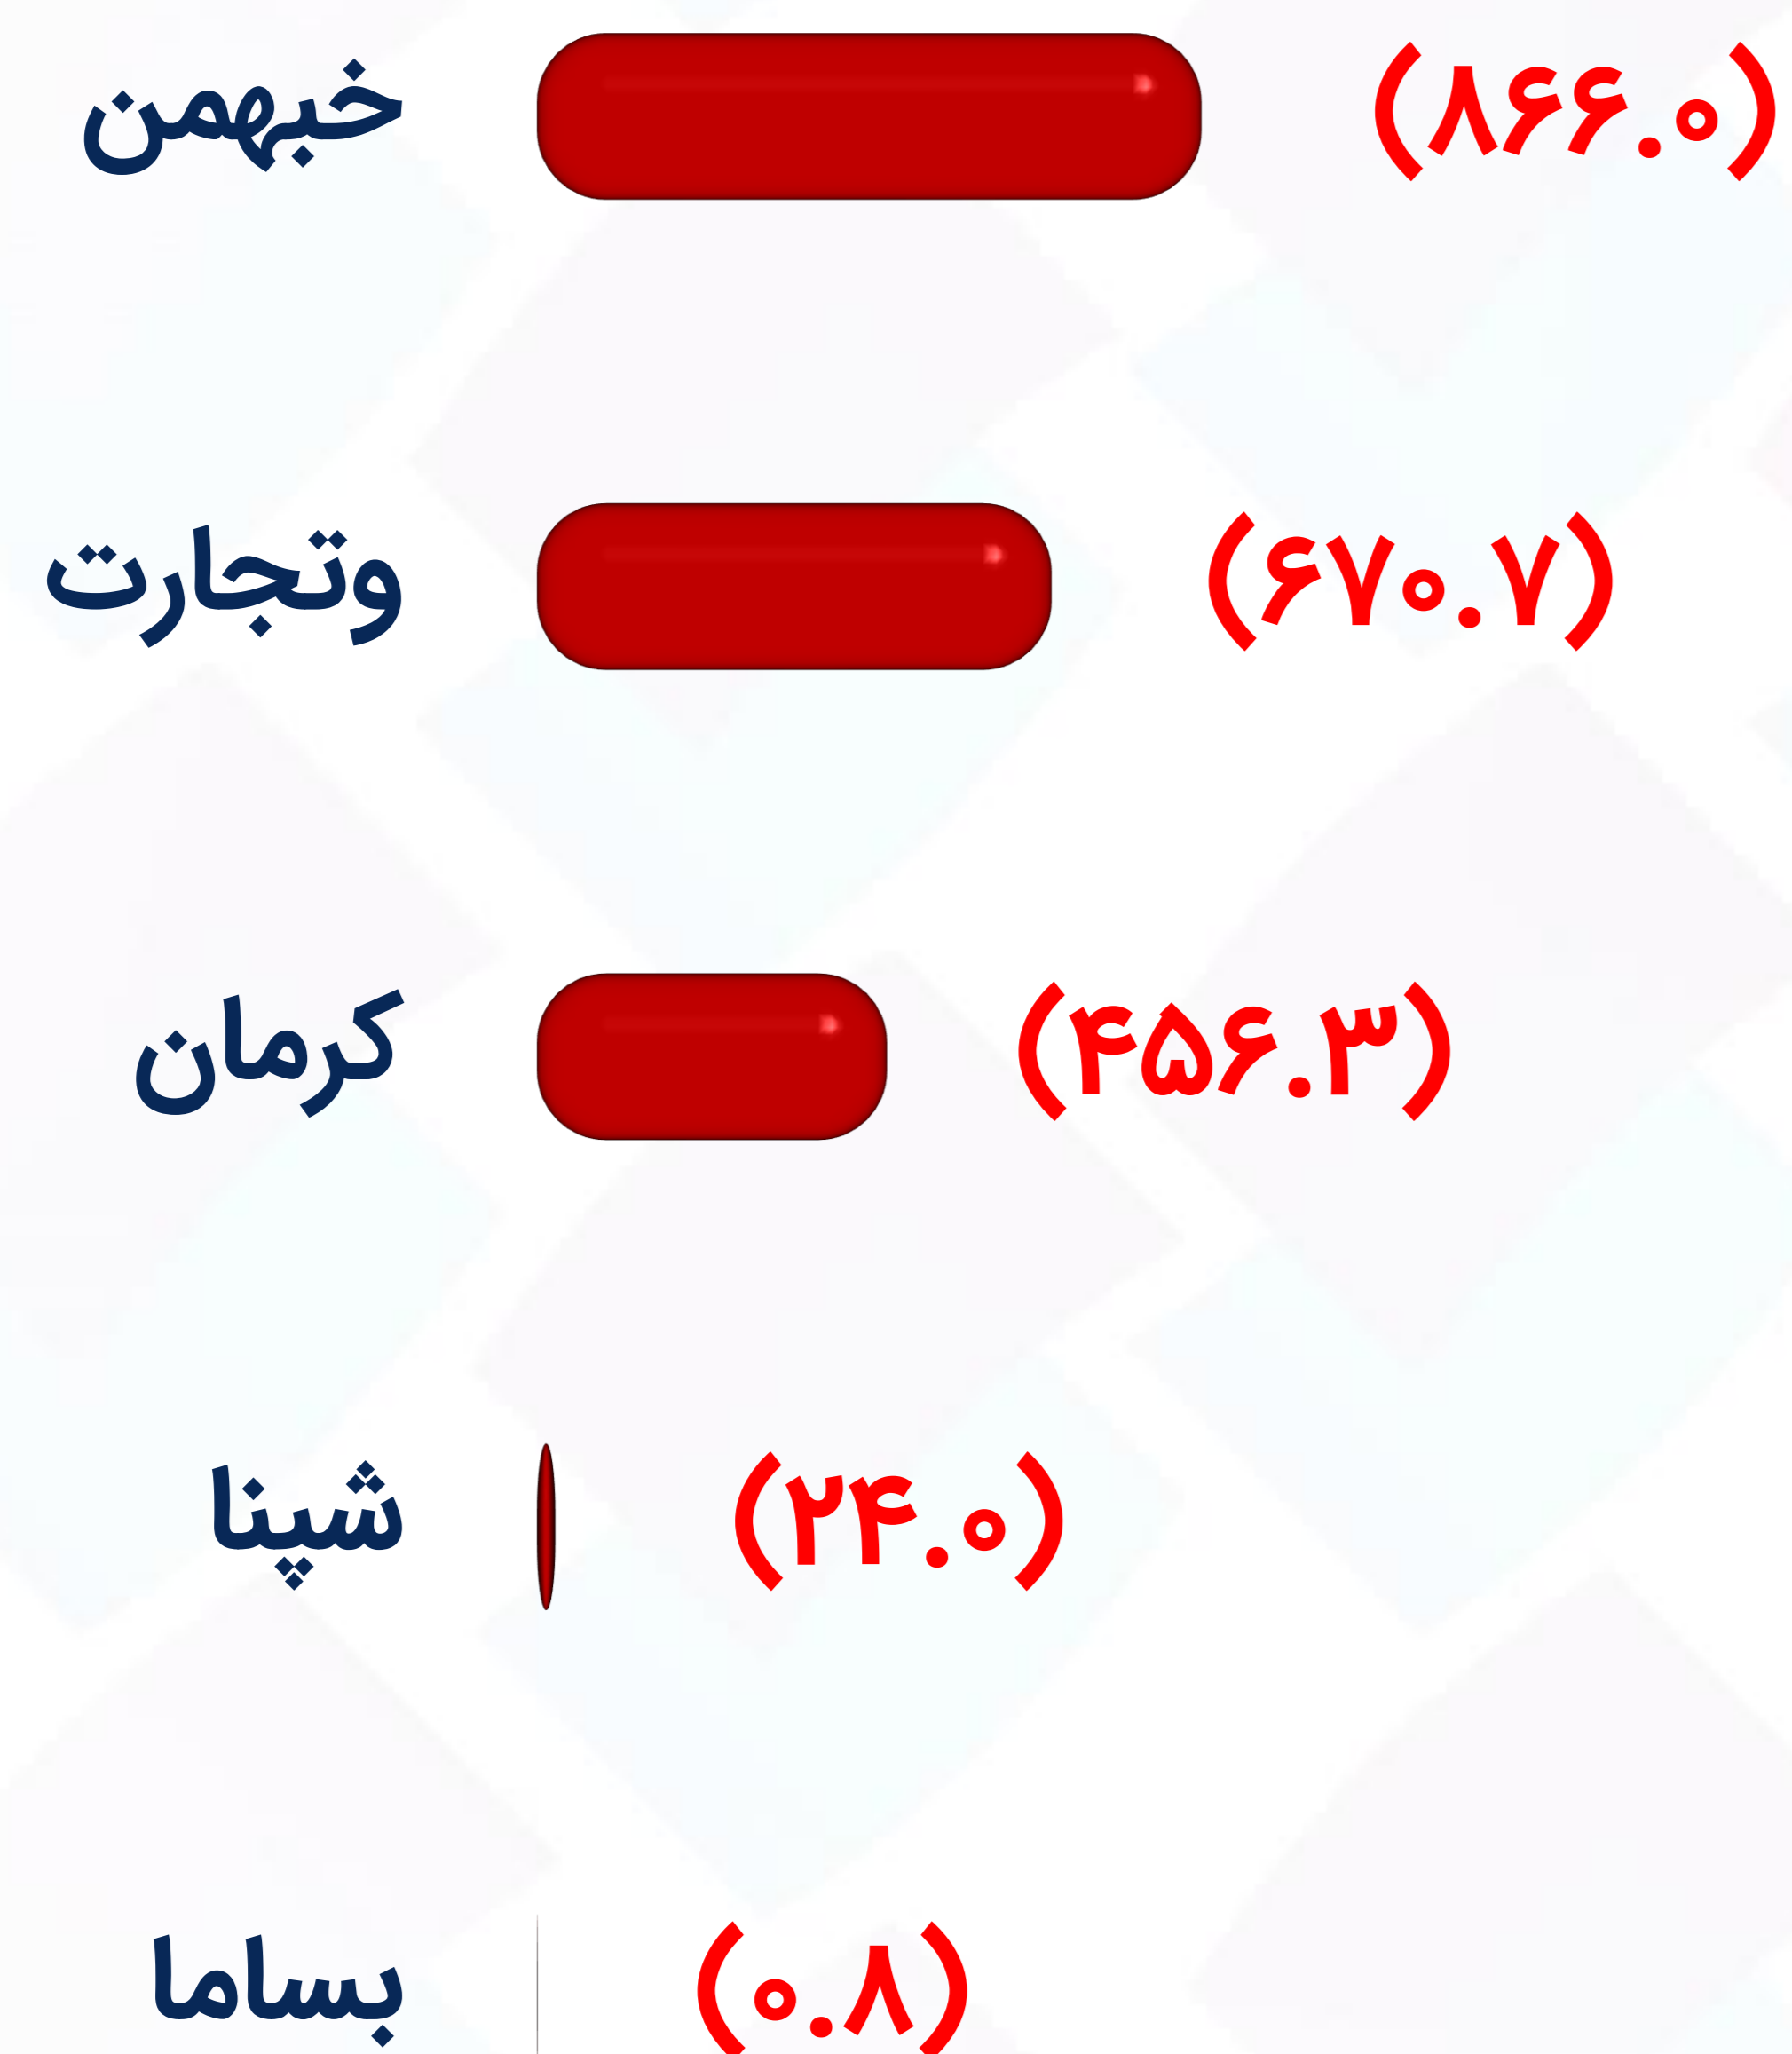 خبهمن (۸۶۶.۰)
وتجارت (۶۷۰.۷)
کرمان (۴۵۶.۳)
شپنا (۲۴.۰)
بساما (۰.۸)